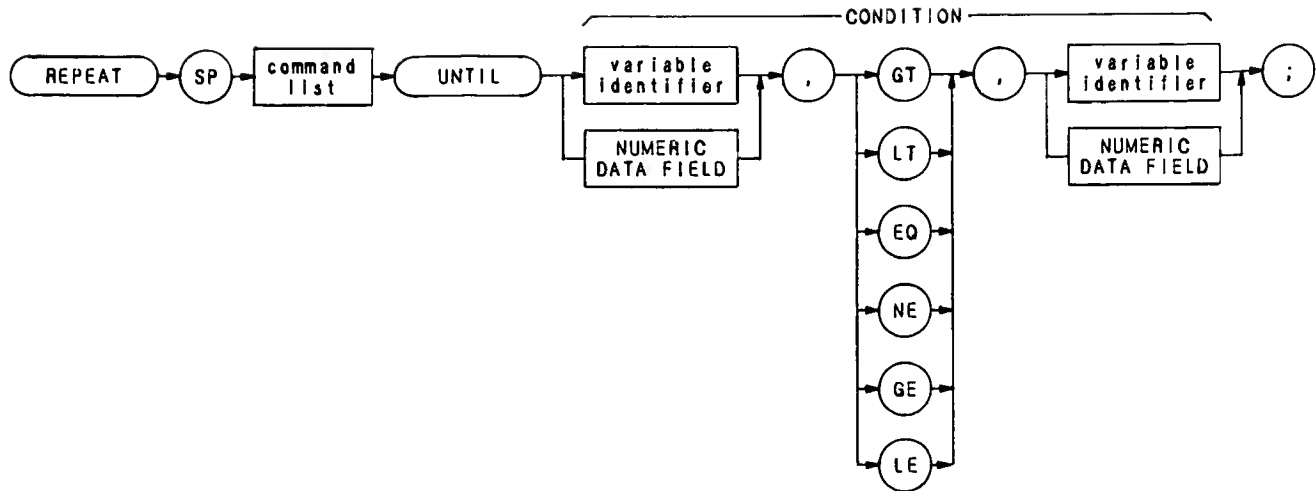 CONDITION
REPEAT SP command list UNTIL variable identifier , GT , variable identifier ;
NUMERIC DATA FIELD LT NUMERIC DATA FIELD
EQ
NE
GE
LE